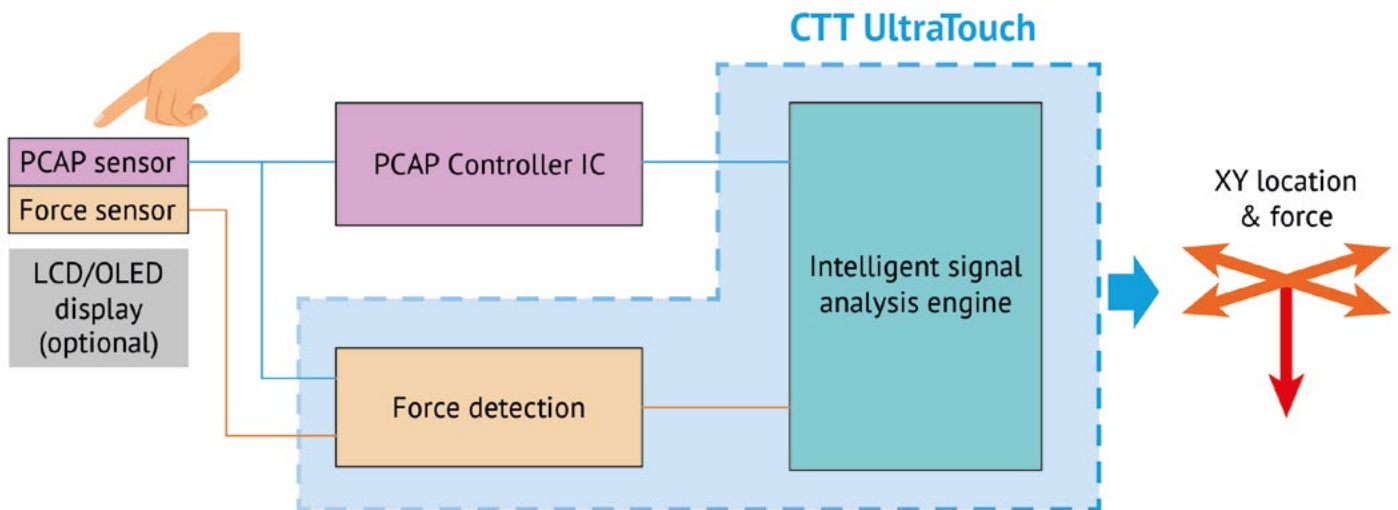 CTT UltraTouch
PCAP sensor
Force sensor
LCD/OLED
display
(optional)
PCAP Controller IC
Force detection
Intelligent signal
analysis engine
XY location
& force